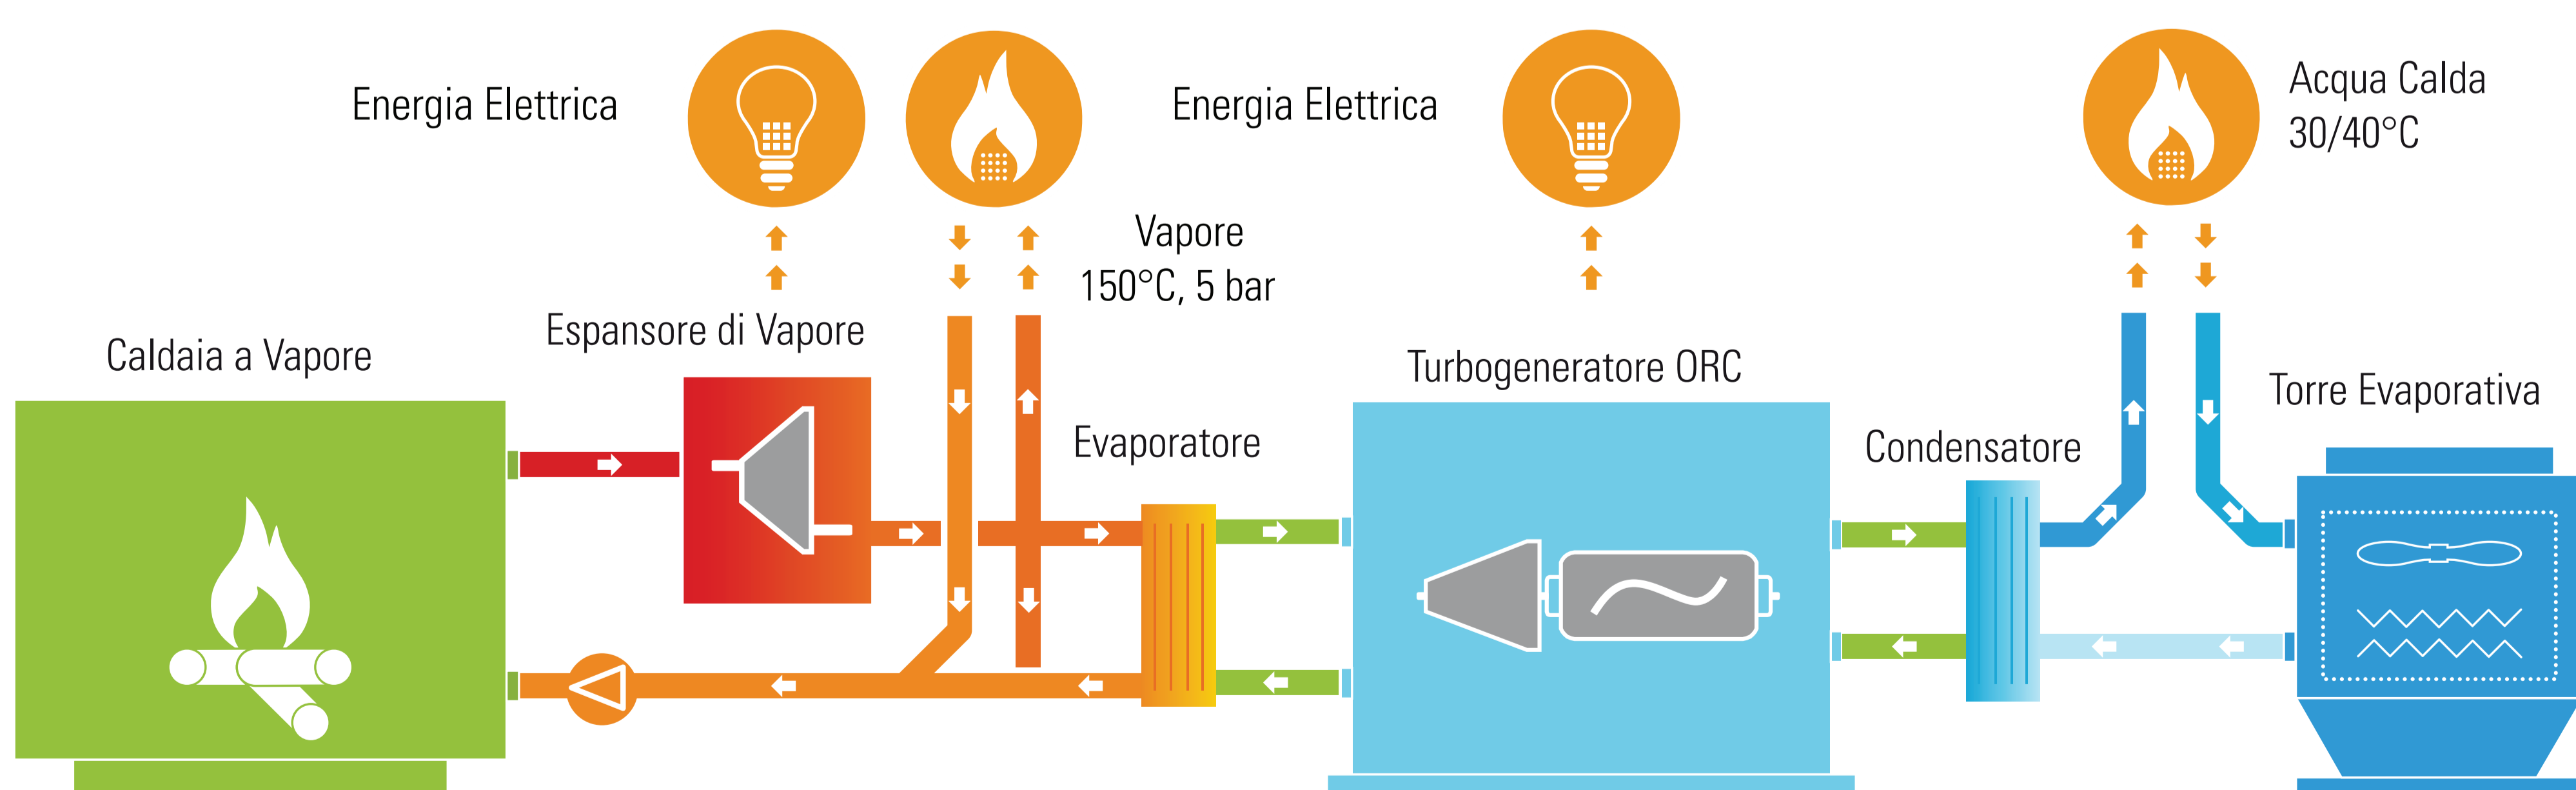 Energia Elettrica
Energia Elettrica
Acqua Calda
30/40°C
Vapore
150°C, 5 bar
Espansore di Vapore
Caldaia a Vapore
Turbogeneratore ORC
Torre Evaporativa
Evaporatore
Condensatore